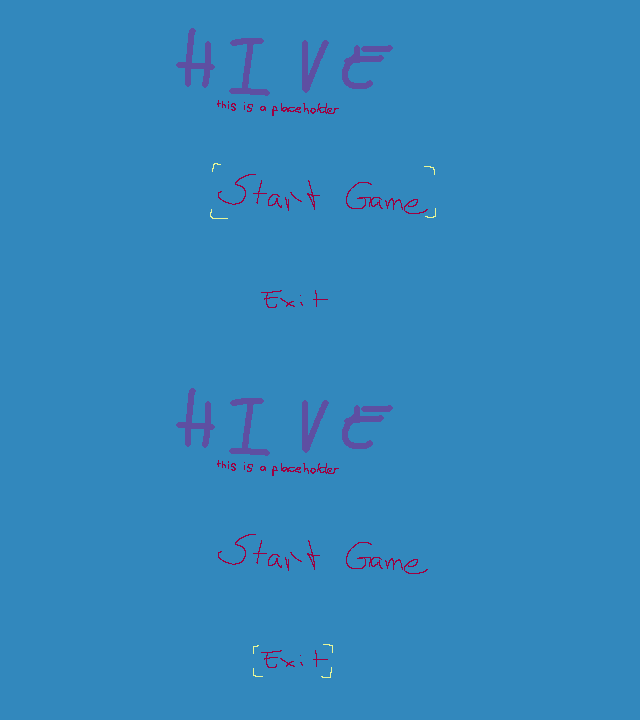 HIVE
this is a placeholder
Start Game
Exit
HIVE
this is a placeholder
Start Game
Exit